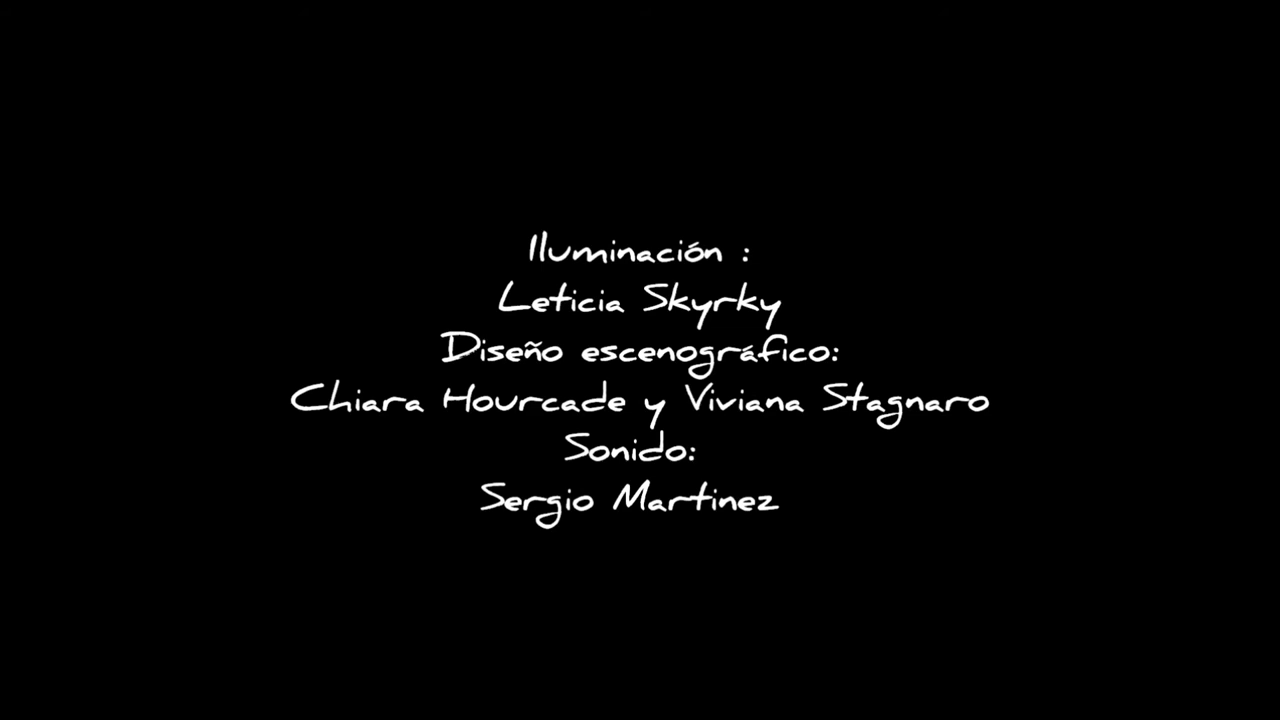 Iluminación :
Leticia Skyrky
Diseño escenográfico:
Chiara Hourcade y Viviana Stagnaro
Sonido:
Sergio Martinez